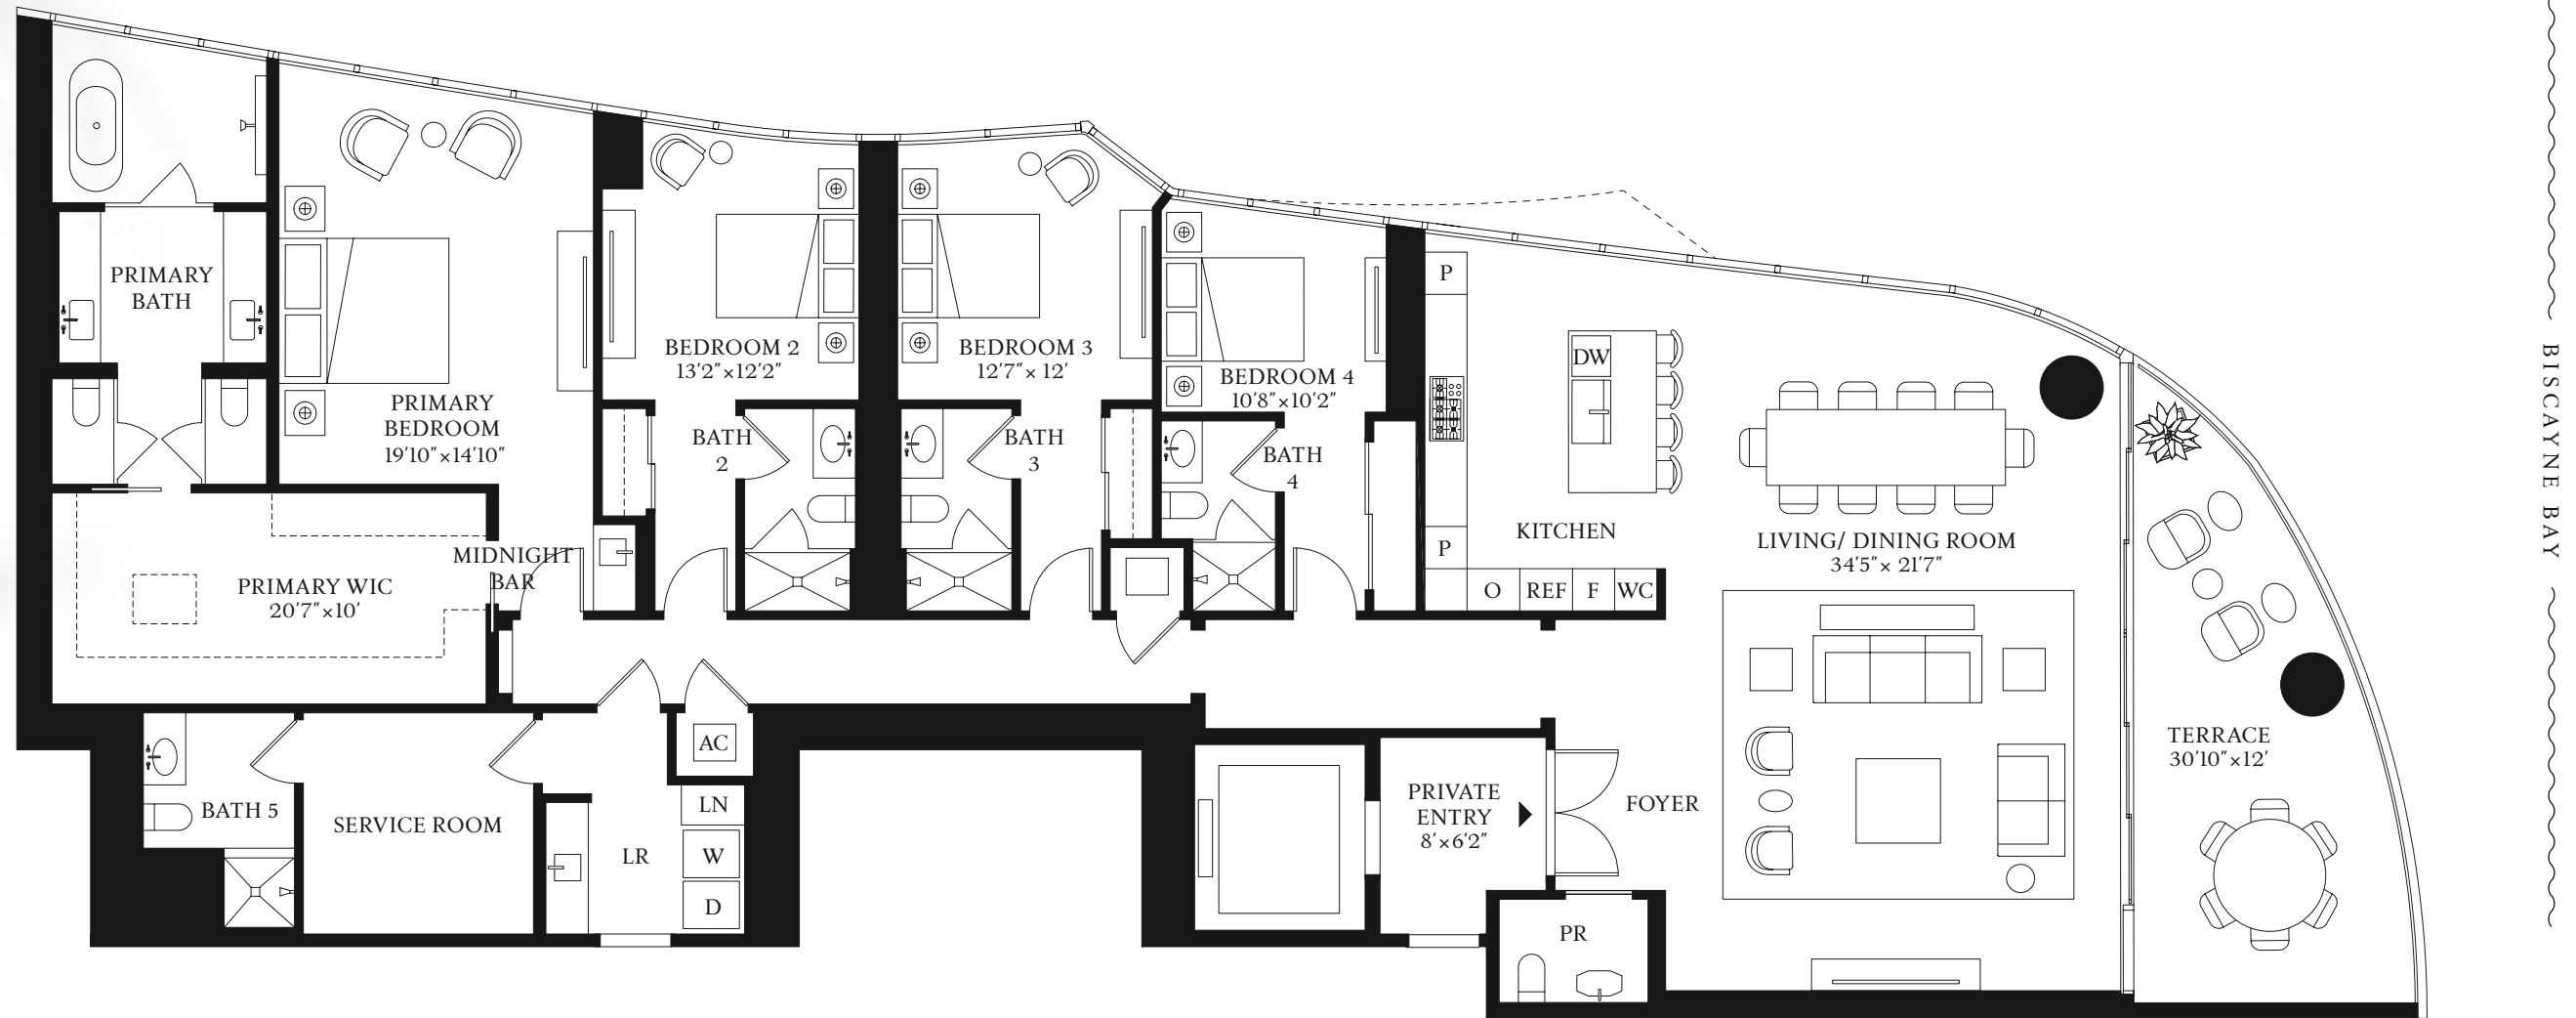 PRIMARY
BATH
PRIMARY
BEDROOM
19'10"×14'10"
BEDROOM 2
13'2"×12'2"
BEDROOM 3
12'7"× 12'
BEDROOM 4
10'8"×10'2"
BATH
2
BATH
3
BATH
4
P
DW
P
KITCHEN
O
REF
F
WC
LIVING/ DINING ROOM
34'5"× 21'7"
MIDNIGHT
BAR
PRIMARY WIC
20'7"×10'
BATH 5
SERVICE ROOM
LR
AC
LN
W
D
PRIVATE
ENTRY
8'×6'2"
FOYER
PR
TERRACE
30'10"×12'
BISCAYNE BAY